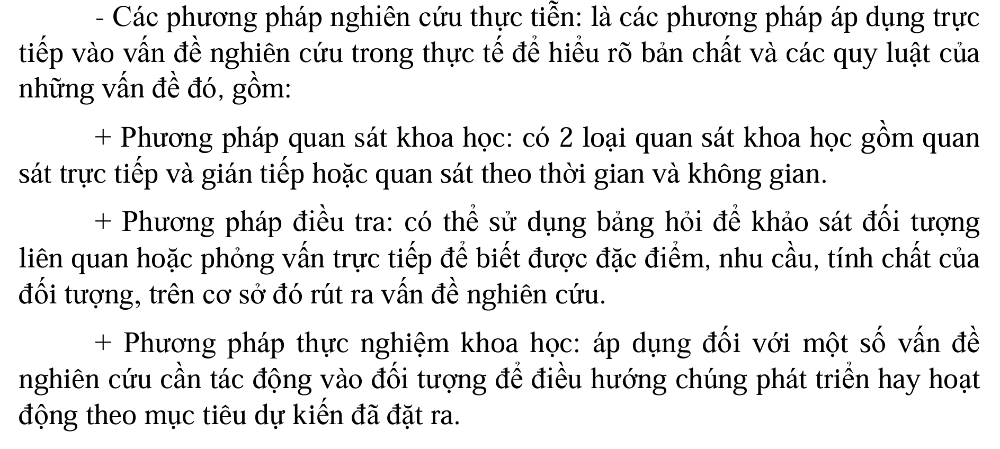 - Các phương pháp nghiên cứu thực tiễn: là các phương pháp áp dụng trực
tiếp vào vấn đề nghiên cứu trong thực tế để hiểu rõ bản chất và các quy luật của
những vấn đề đó, gồm:
+ Phương pháp quan sát khoa học: có 2 loại quan sát khoa học gồm quan
sát trực tiếp và gián tiếp hoặc quan sát theo thời gian và không gian.
+ Phương pháp điều tra: có thể sử dụng bảng hỏi để khảo sát đối tượng
liên quan hoặc phỏng vấn trực tiếp để biết được đặc điểm, nhu cầu, tính chất của
đối tượng, trên cơ sở đó rút ra vấn đề nghiên cứu.
+ Phương pháp thực nghiệm khoa học: áp dụng đối với một số vấn đề
nghiên cứu cần tác động vào đối tượng để điều hướng chúng phát triển hay hoạt
động theo mục tiêu dự kiến đã đặt ra.